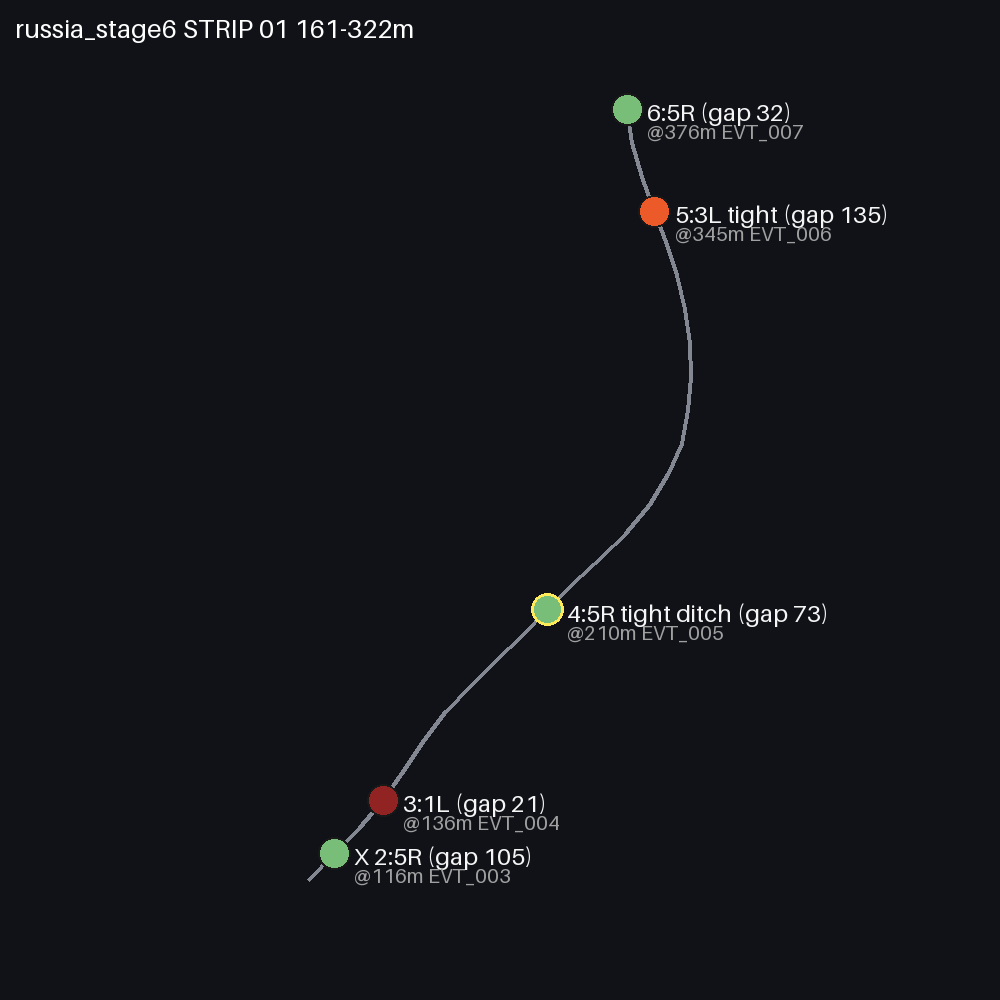 russia_stage6 STRIP 01 161-322m
6:5R (gap 32)
@376m EVT_007
5:3L tight (gap 135)
@345m EVT_006
4:5R tight ditch (gap 73)
@210m EVT_005
3:1L (gap 21)
@136m EVT_004
X 2:5R (gap 105)
@116m EVT_003